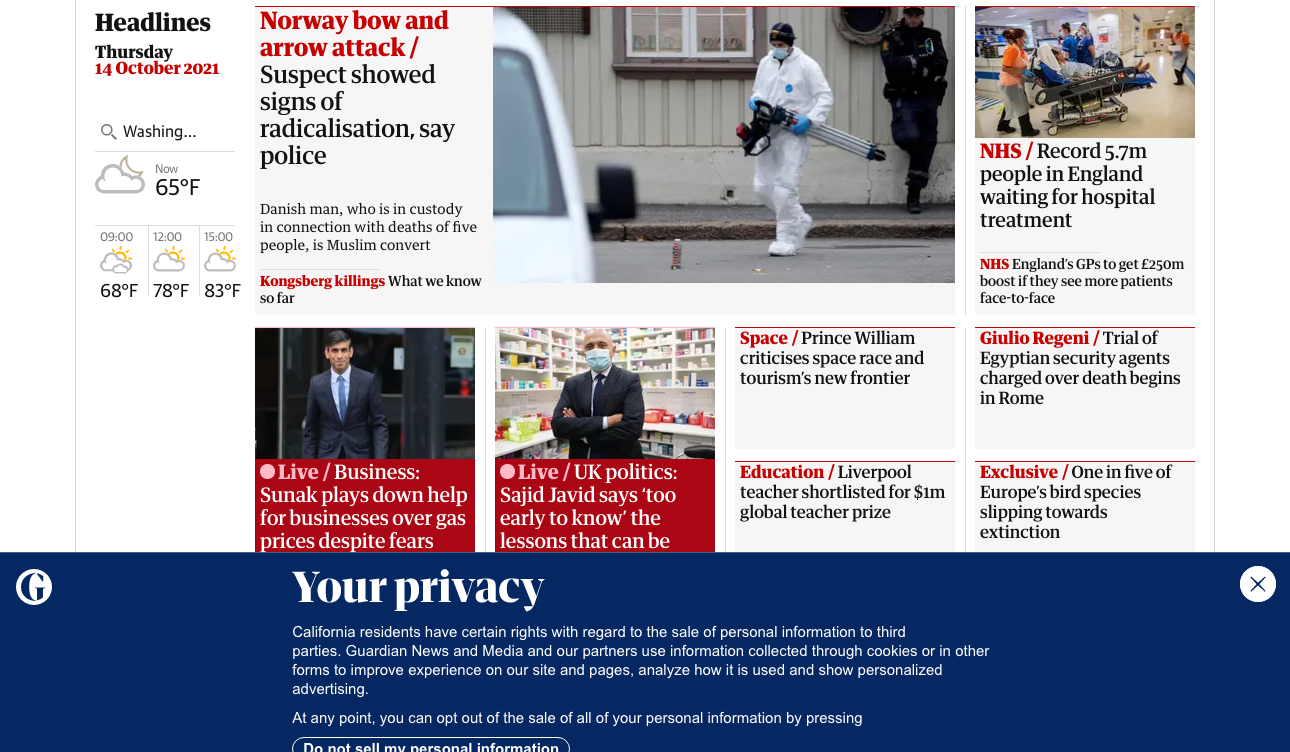 Headlines
Thursday
14 October 2021
Washing...
Now
65°F
09:00
12:00
15:00
68°F
78°F
83°F
Norway bow and
arrow attack /
Suspect showed
signs of
radicalisation, say
police
Danish man, who is in custody
in connection with deaths of five
people, is Muslim convert
Kongsberg killings What we know
so far
NHS / Record 5.7m
people in England
waiting for hospital
treatment
NHS England's GPs to get £250m
boost if they see more patients
face-to-face
Live / Business:
Sunak plays down help
for businesses over gas
prices despite fears
Live / UK politics:
Sajid Javid says ‘too
early to know’ the
lessons that can be
Space / Prince William
criticises space race and
tourism’s new frontier
Giulio Regeni / Trial of
Egyptian security agents
charged over death begins
in Rome
Education / Liverpool
teacher shortlisted for $1m
global teacher prize
Exclusive / One in five of
Europe’s bird species
slipping towards
extinction
G
Your privacy
California residents have certain rights with regard to the sale of personal information to third
parties. Guardian News and Media and our partners use information collected through cookies or in other
forms to improve experience on our site and pages, analyze how it is used and show personalized
advertising.
At any point, you can opt out of the sale of all of your personal information by pressing
Do not sell my personal information